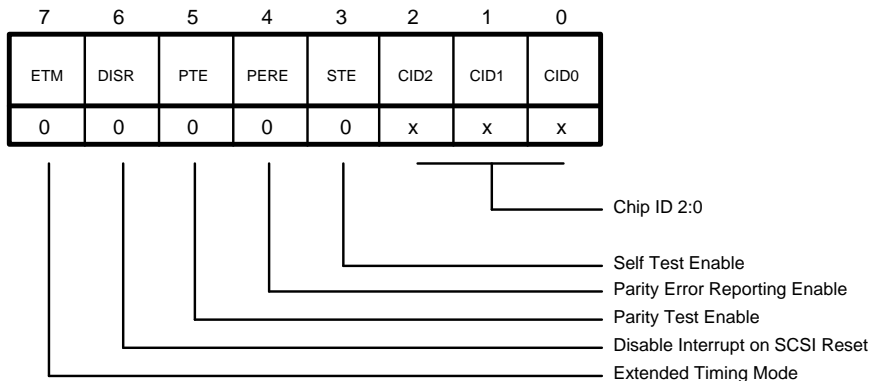 7 6 5 4 3 2 1 0
ETM DISR PTE PERE STE CID2 CID1 CID0
0 0 0 0 0 x x x
Chip ID 2:0
Self Test Enable
Parity Error Reporting Enable
Parity Test Enable
Disable Interrupt on SCSI Reset
Extended Timing Mode